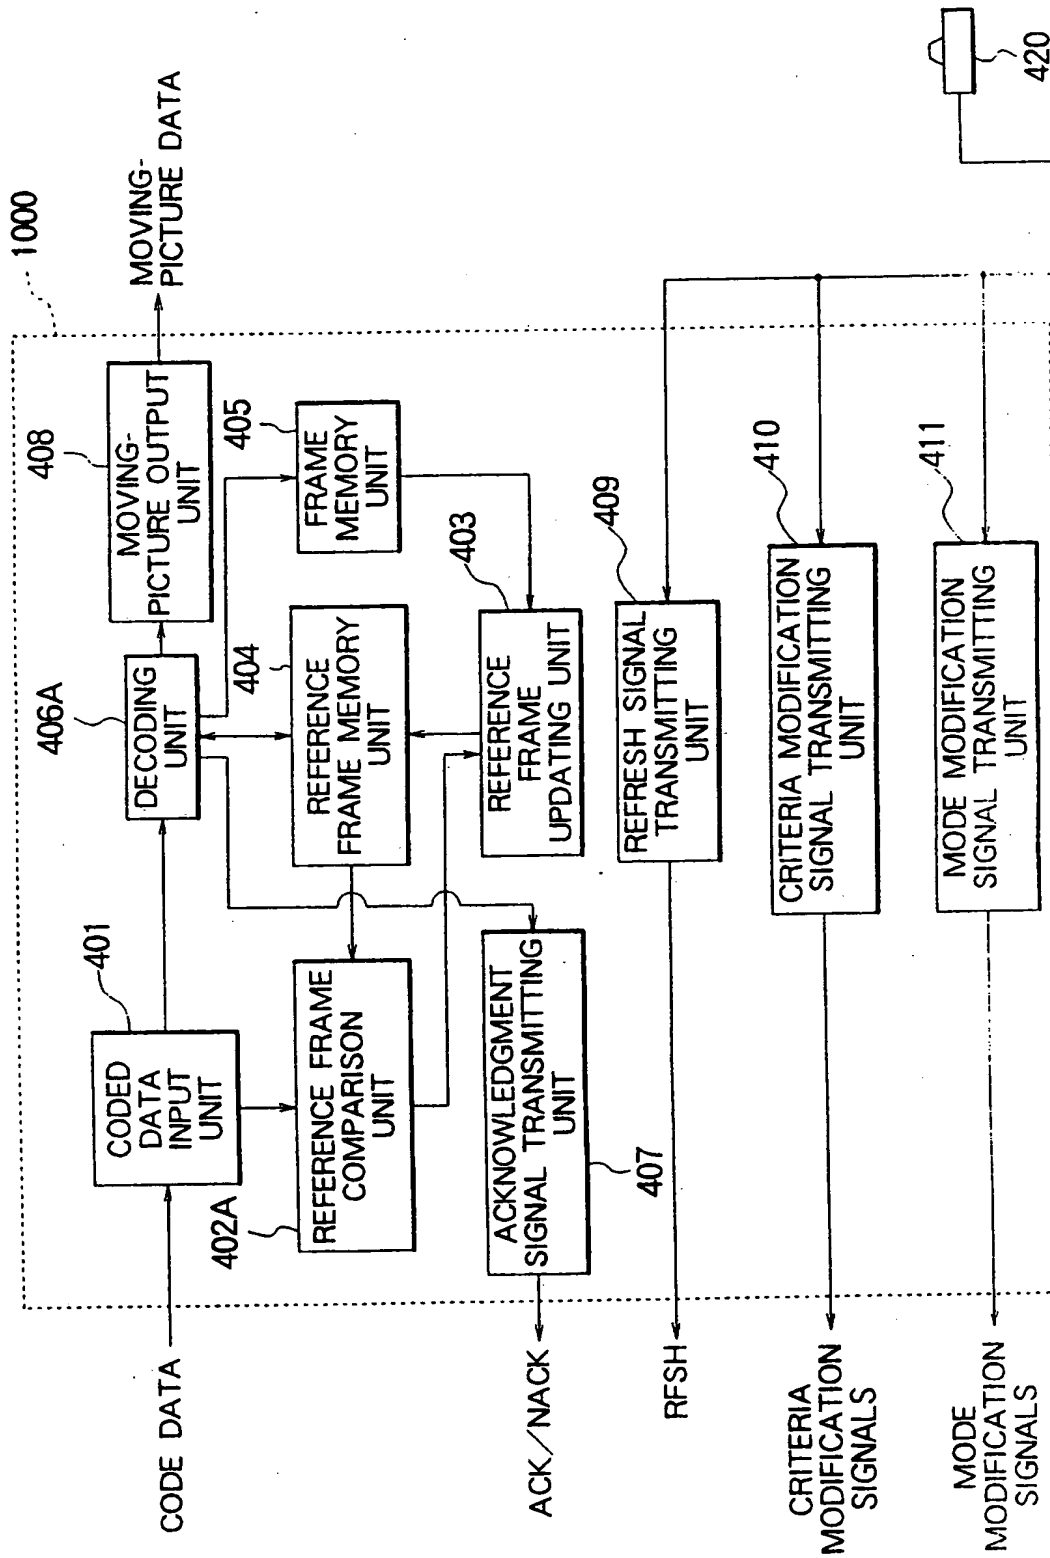 1000
408
MOVING-
PICTURE OUTPUT
UNIT
MOVING-
PICTURE DATA
406A
DECODING
UNIT
405
FRAME
MEMORY
UNIT
401
CODED
DATA
INPUT
UNIT
CODE DATA
404
REFERENCE
FRAME MEMORY
UNIT
402A
REFERENCE FRAME
COMPARISON
UNIT
403
REFERENCE
FRAME
UPDATING UNIT
407
ACKNOWLEDGMENT
SIGNAL TRANSMITTING
UNIT
ACK/NACK
409
REFRESH SIGNAL
TRANSMITTING
UNIT
RFSH
410
CRITERIA MODIFICATION
SIGNAL TRANSMITTING
UNIT
CRITERIA
MODIFICATION
SIGNALS
411
MODE MODIFICATION
SIGNAL TRANSMITTING
UNIT
MODE
MODIFICATION
SIGNALS
420